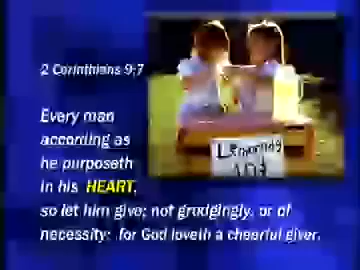 2 Corinthians 9:7
Every man
according as
he purposeth
in his HEART,
so let him give; not grudgingly, or of
necessity: for God loveth a cheerful giver.